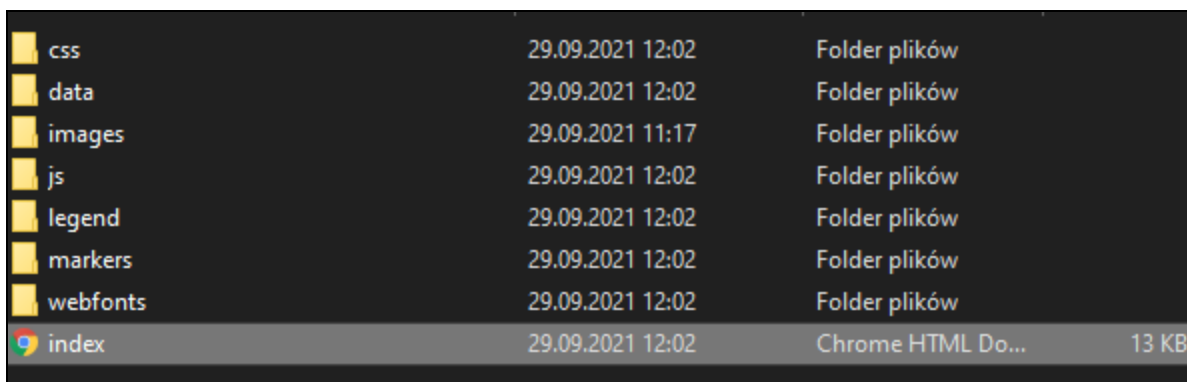 css 29.09.2021 12:02 Folder plików
data 29.09.2021 12:02 Folder plików
images 29.09.2021 11:17 Folder plików
js 29.09.2021 12:02 Folder plików
legend 29.09.2021 12:02 Folder plików
markers 29.09.2021 12:02 Folder plików
webfonts 29.09.2021 12:02 Folder plików
index 29.09.2021 12:02 Chrome HTML Do... 13 KB